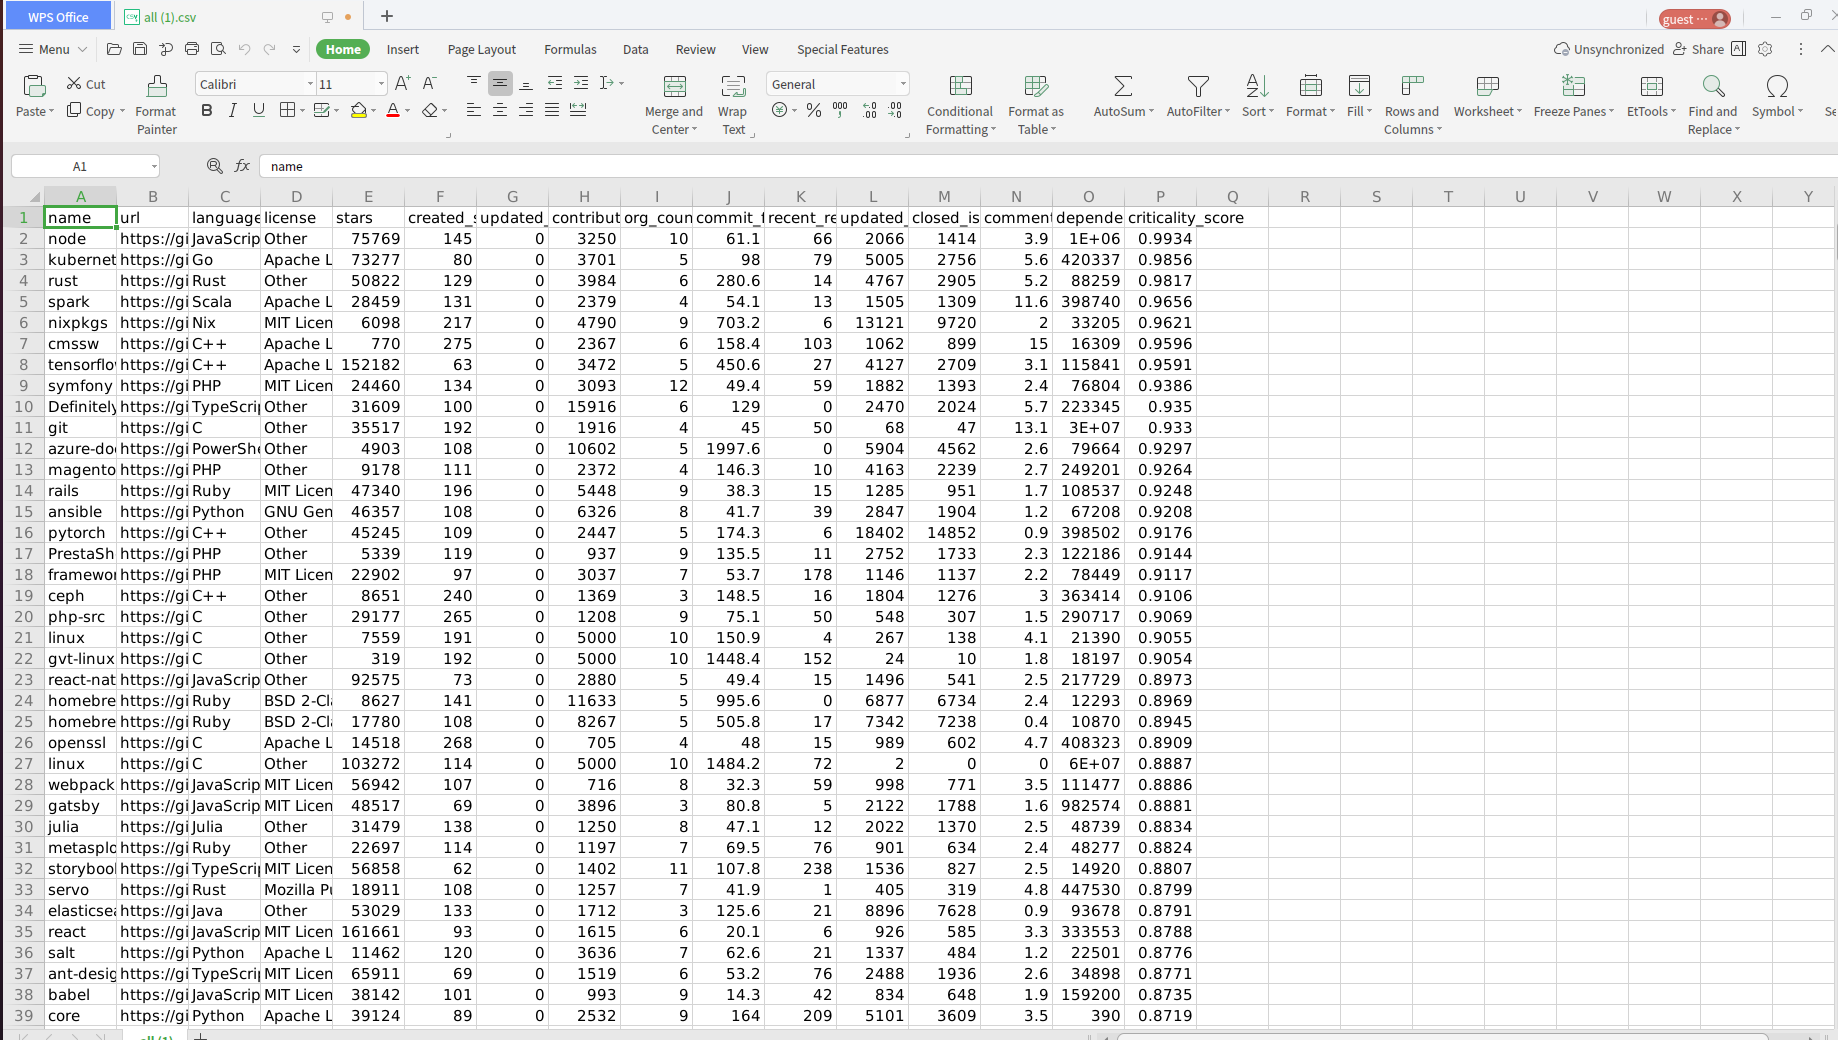 WPS Office all (1).csv guest ···
Menu Home Insert Page Layout Formulas Data Review View Special Features Unsynchronized Share
Paste Cut Copy Format Painter Calibri 11 B I U A Merge and Center Wrap Text General Conditional Formatting Format as Table AutoSum AutoFilter Sort Format Fill Rows and Columns Worksheet Freeze Panes EtTools Find and Replace Symbol Se
A1 fx name
A B C D E F G H I J K L M N O P Q R S T U V W X Y
1 name url language license stars created_s updated_ contribut org_coun commit_f recent_re updated_ closed_is comment depende criticality_score
2 node https://gi JavaScrip Other 75769 145 0 3250 10 61.1 66 2066 1414 3.9 1E+06 0.9934
3 kubernet https://gi Go Apache L 73277 80 0 3701 5 98 79 5005 2756 5.6 420337 0.9856
4 rust https://gi Rust Other 50822 129 0 3984 6 280.6 14 4767 2905 5.2 88259 0.9817
5 spark https://gi Scala Apache L 28459 131 0 2379 4 54.1 13 1505 1309 11.6 398740 0.9656
6 nixpkgs https://gi Nix MIT Licen 6098 217 0 4790 9 703.2 6 13121 9720 2 33205 0.9621
7 cmssw https://gi C++ Apache L 770 275 0 2367 6 158.4 103 1062 899 15 16309 0.9596
8 tensorflo https://gi C++ Apache L 152182 63 0 3472 5 450.6 27 4127 2709 3.1 115841 0.9591
9 symfony https://gi PHP MIT Licen 24460 134 0 3093 12 49.4 59 1882 1393 2.4 76804 0.9386
10 Definitely https://gi TypeScrip Other 31609 100 0 15916 6 129 0 2470 2024 5.7 223345 0.935
11 git https://gi C Other 35517 192 0 1916 4 45 50 68 47 13.1 3E+07 0.933
12 azure-doc https://gi PowerShe Other 4903 108 0 10602 5 1997.6 0 5904 4562 2.6 79664 0.9297
13 magento https://gi PHP Other 9178 111 0 2372 4 146.3 10 4163 2239 2.7 249201 0.9264
14 rails https://gi Ruby MIT Licen 47340 196 0 5448 9 38.3 15 1285 951 1.7 108537 0.9248
15 ansible https://gi Python GNU Gen 46357 108 0 6326 8 41.7 39 2847 1904 1.2 67208 0.9208
16 pytorch https://gi C++ Other 45245 109 0 2447 5 174.3 6 18402 14852 0.9 398502 0.9176
17 PrestaSh https://gi PHP Other 5339 119 0 937 9 135.5 11 2752 1733 2.3 122186 0.9144
18 framewor https://gi PHP MIT Licen 22902 97 0 3037 7 53.7 178 1146 1137 2.2 78449 0.9117
19 ceph https://gi C++ Other 8651 240 0 1369 3 148.5 16 1804 1276 3 363414 0.9106
20 php-src https://gi C Other 29177 265 0 1208 9 75.1 50 548 307 1.5 290717 0.9069
21 linux https://gi C Other 7559 191 0 5000 10 150.9 4 267 138 4.1 21390 0.9055
22 gvt-linux https://gi C Other 319 192 0 5000 10 1448.4 152 24 10 1.8 18197 0.9054
23 react-nat https://gi JavaScrip Other 92575 73 0 2880 5 49.4 15 1496 541 2.5 217729 0.8973
24 homebre https://gi Ruby BSD 2-Cla 8627 141 0 11633 5 995.6 0 6877 6734 2.4 12293 0.8969
25 homebre https://gi Ruby BSD 2-Cla 17780 108 0 8267 5 505.8 17 7342 7238 0.4 10870 0.8945
26 openssl https://gi C Apache L 14518 268 0 705 4 48 15 989 602 4.7 408323 0.8909
27 linux https://gi C Other 103272 114 0 5000 10 1484.2 72 2 0 0 6E+07 0.8887
28 webpack https://gi JavaScrip MIT Licen 56942 107 0 716 8 32.3 59 998 771 3.5 111477 0.8886
29 gatsby https://gi JavaScrip MIT Licen 48517 69 0 3896 3 80.8 5 2122 1788 1.6 982574 0.8881
30 julia https://gi Julia Other 31479 138 0 1250 8 47.1 12 2022 1370 2.5 48739 0.8834
31 metasplo https://gi Ruby Other 22697 114 0 1197 7 69.5 76 901 634 2.4 48277 0.8824
32 storybool https://gi TypeScrip MIT Licen 56858 62 0 1402 11 107.8 238 1536 827 2.5 14920 0.8807
33 servo https://gi Rust Mozilla Pu 18911 108 0 1257 7 41.9 1 405 319 4.8 447530 0.8799
34 elasticsea https://gi Java Other 53029 133 0 1712 3 125.6 21 8896 7628 0.9 93678 0.8791
35 react https://gi JavaScrip MIT Licen 161661 93 0 1615 6 20.1 6 926 585 3.3 333553 0.8788
36 salt https://gi Python Apache L 11462 120 0 3636 7 62.6 21 1337 484 1.2 22501 0.8776
37 ant-desig https://gi TypeScrip MIT Licen 65911 69 0 1519 6 53.2 76 2488 1936 2.6 34898 0.8771
38 babel https://gi JavaScrip MIT Licen 38142 101 0 993 9 14.3 42 834 648 1.9 159200 0.8735
39 core https://gi Python Apache L 39124 89 0 2532 9 164 209 5101 3609 3.5 390 0.8719
all (1)